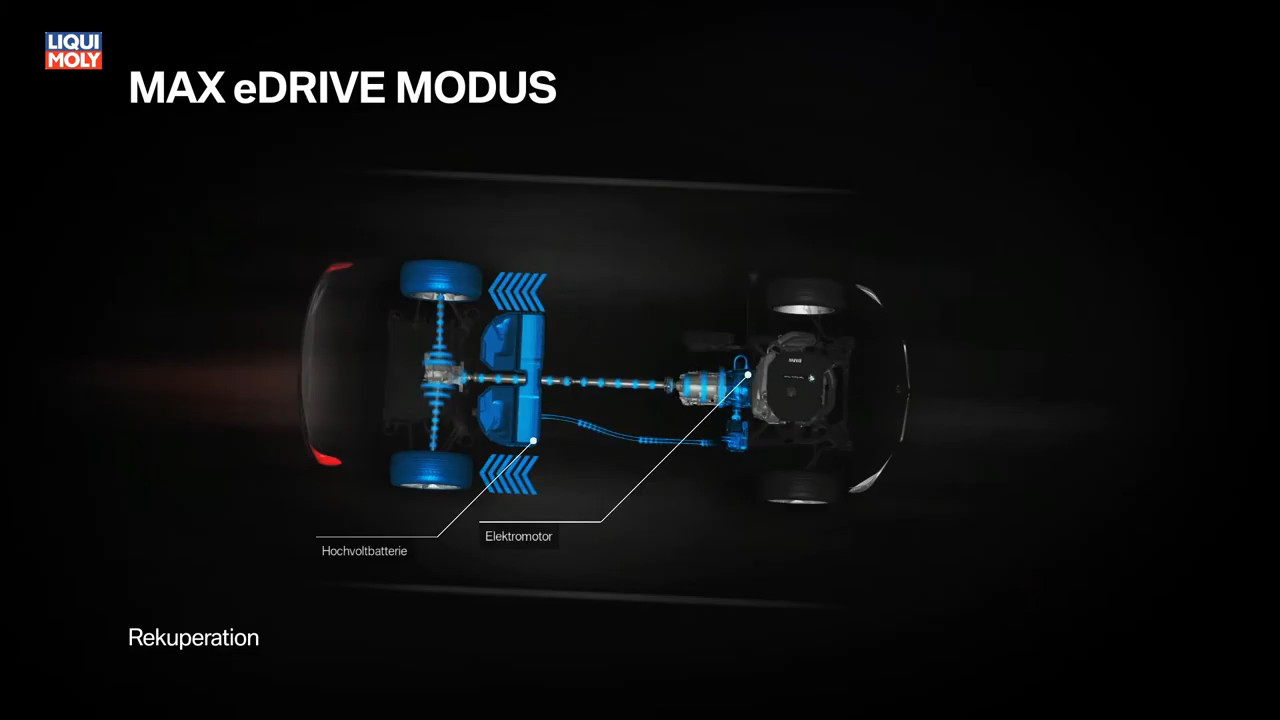 LIQUI
MOLY
MAX eDRIVE MODUS
Hochvoltbatterie
Elektromotor
Rekuperation